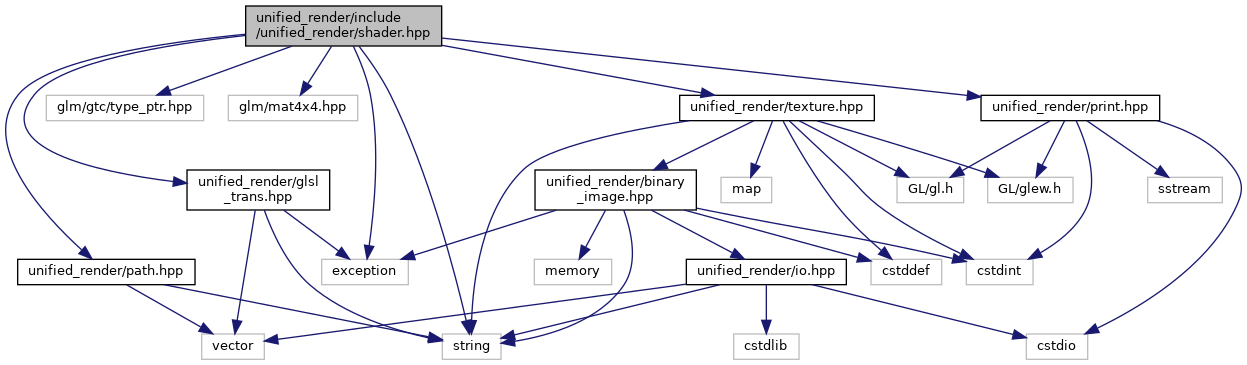 unified_render/include
/unified_render/shader.hpp
glm/gtc/type_ptr.hpp
glm/mat4x4.hpp
unified_render/texture.hpp
unified_render/print.hpp
unified_render/glsl
_trans.hpp
unified_render/binary
_image.hpp
map
GL/gl.h
GL/glew.h
sstream
unified_render/path.hpp
exception
memory
unified_render/io.hpp
cstddef
cstdint
vector
string
cstdlib
cstdio